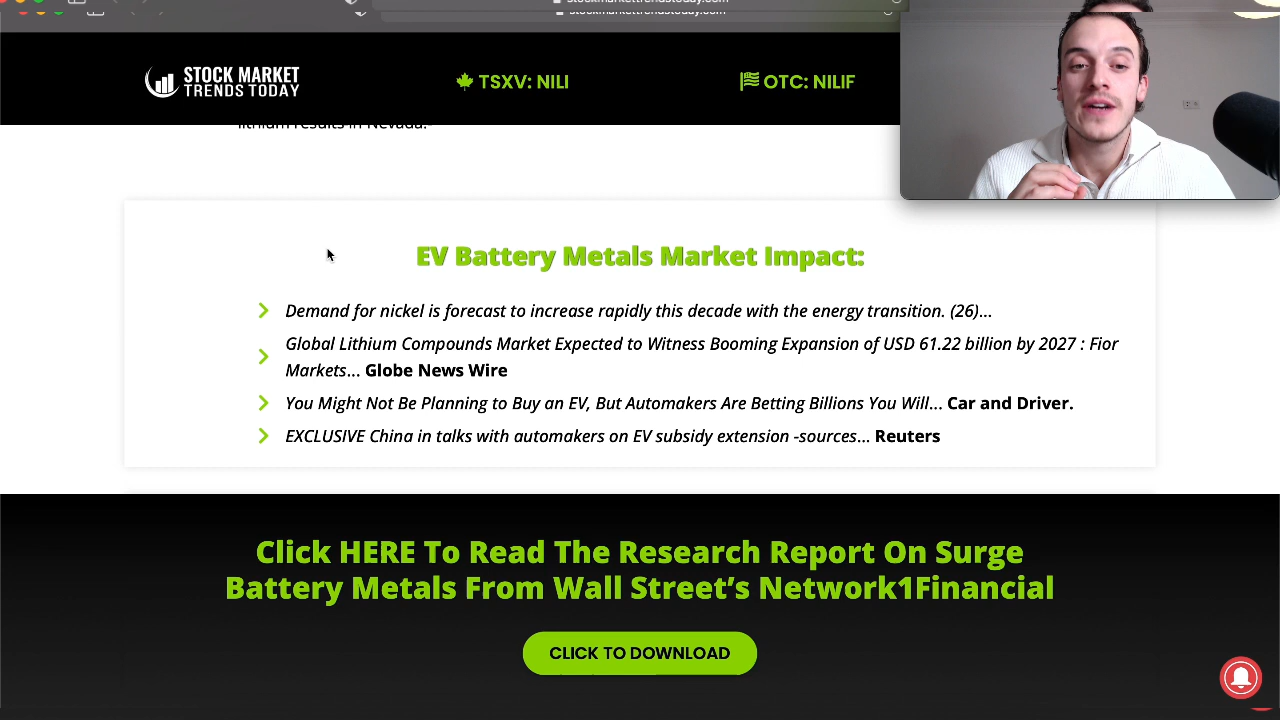 stockmarkettrendstoday.com
stockmarkettrendstoday.com
STOCK MARKET
TRENDS TODAY
TSXV: NILI
OTC: NILIF
lithium results in Nevada.
EV Battery Metals Market Impact:
Demand for nickel is forecast to increase rapidly this decade with the energy transition. (26)...
Global Lithium Compounds Market Expected to Witness Booming Expansion of USD 61.22 billion by 2027 : Fior
Markets... Globe News Wire
You Might Not Be Planning to Buy an EV, But Automakers Are Betting Billions You Will... Car and Driver.
EXCLUSIVE China in talks with automakers on EV subsidy extension -sources... Reuters
Click HERE To Read The Research Report On Surge
Battery Metals From Wall Street’s Network1Financial
CLICK TO DOWNLOAD